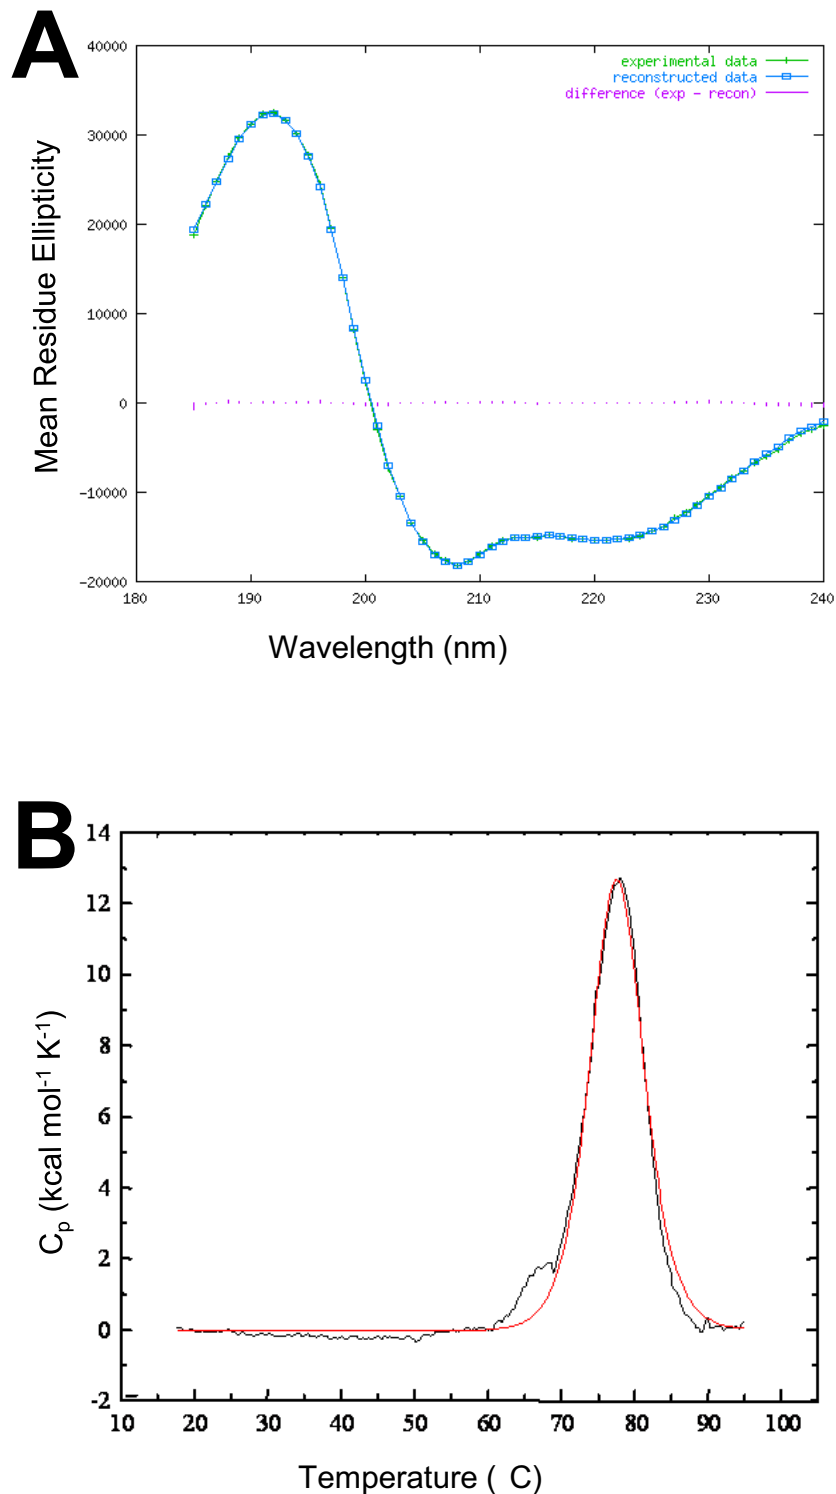 A
experimental data
reconstructed data
difference (exp - recon)
40000
30000
20000
10000
0
-10000
-20000
180 190 200 210 220 230 240
Mean Residue Ellipticity
Wavelength (nm)
B
14
12
10
8
6
4
2
0
-2
10 20 30 40 50 60 70 80 90 100
Cp (kcal mol-1 K-1)
Temperature ( C)